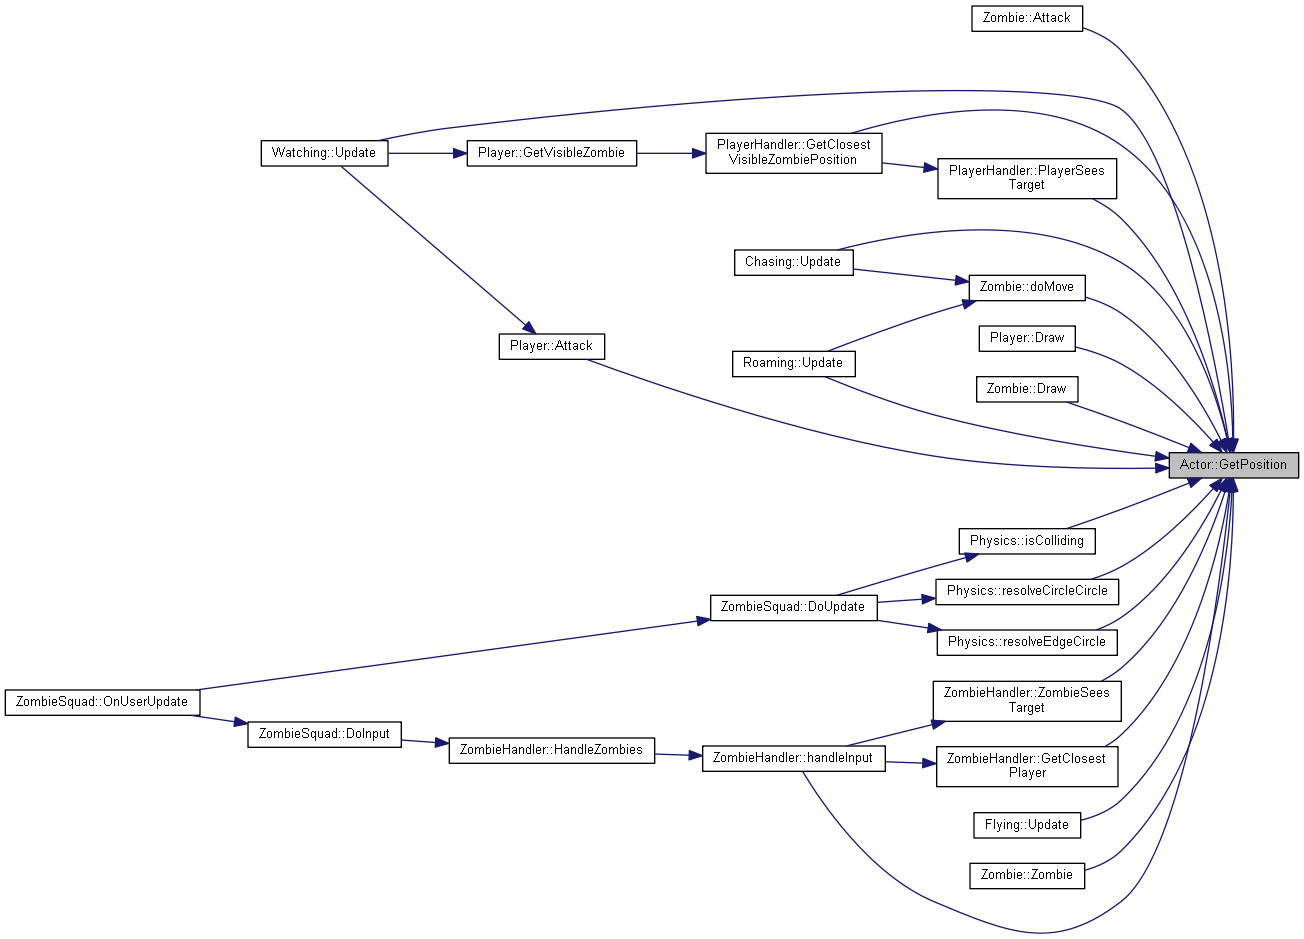 Zombie::Attack
Watching::Update
Player::GetVisibleZombie
PlayerHandler::GetClosest
VisibleZombiePosition
PlayerHandler::PlayerSees
Target
Chasing::Update
Zombie::doMove
Player::Draw
Player::Attack
Roaming::Update
Zombie::Draw
Actor::GetPosition
Physics::isColliding
Physics::resolveCircleCircle
ZombieSquad::DoUpdate
Physics::resolveEdgeCircle
ZombieSquad::OnUserUpdate
ZombieHandler::ZombieSees
Target
ZombieSquad::DoInput
ZombieHandler::HandleZombies
ZombieHandler::handleInput
ZombieHandler::GetClosest
Player
Flying::Update
Zombie::Zombie